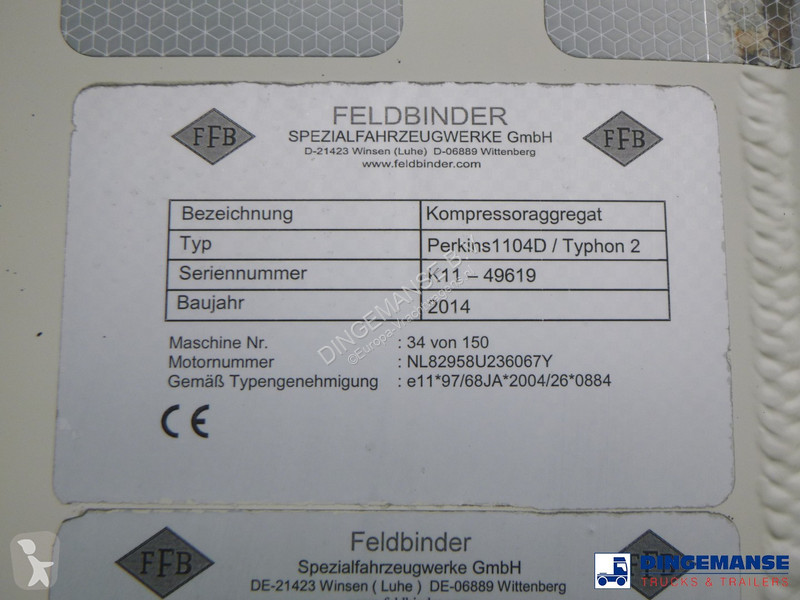 FFB
FELDBINDER
SPEZIALFAHRZEUGWERKE GmbH
D-21423 Winsen (Luhe) D-06889 Wittenberg
www.feldbinder.com
FFB
Bezeichnung Kompressoraggregat
Typ Perkins1104D / Typhon 2
Seriennummer K11 – 49619
Baujahr 2014
Maschine Nr. : 34 von 150
Motornummer : NL82958U236067Y
Gemäß Typengenehmigung : e11*97/68JA*2004/26*0884
CE
DINGEMANSE B.V.
FFB
Feldbinder
Spezialfahrzeugwerke GmbH
DE-21423 Winsen ( Luhe ) DE-06889 Wittenberg
DINGEMANSE
TRUCKS & TRAILERS